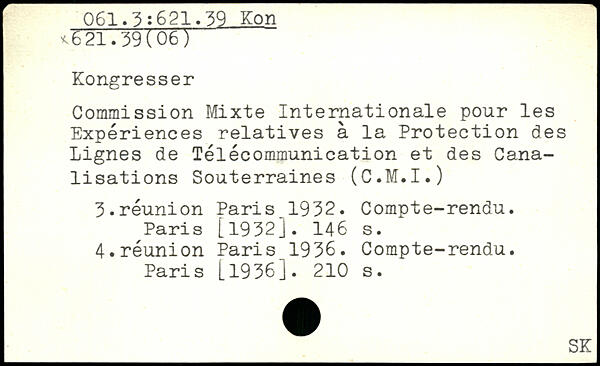 061.3:621.39 Kon
x621.39(06)
Kongresser
Commission Mixte Internationale pour les
Expériences relatives à la Protection des
Lignes de Télécommunication et des Cana-
lisations Souterraines (C.M.I.)
3.réunion Paris 1932. Compte-rendu.
Paris [1932]. 146 s.
4.réunion Paris 1936. Compte-rendu.
Paris [1936]. 210 s.
SK